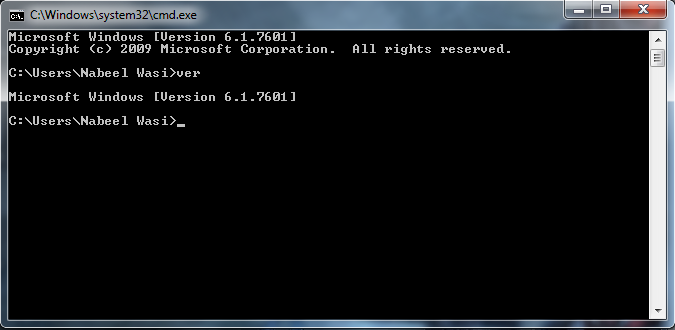 C:\Windows\system32\cmd.exe
Microsoft Windows [Version 6.1.7601]
Copyright (c) 2009 Microsoft Corporation.  All rights reserved.
C:\Users\Nabeel Wasi>ver
Microsoft Windows [Version 6.1.7601]
C:\Users\Nabeel Wasi>_